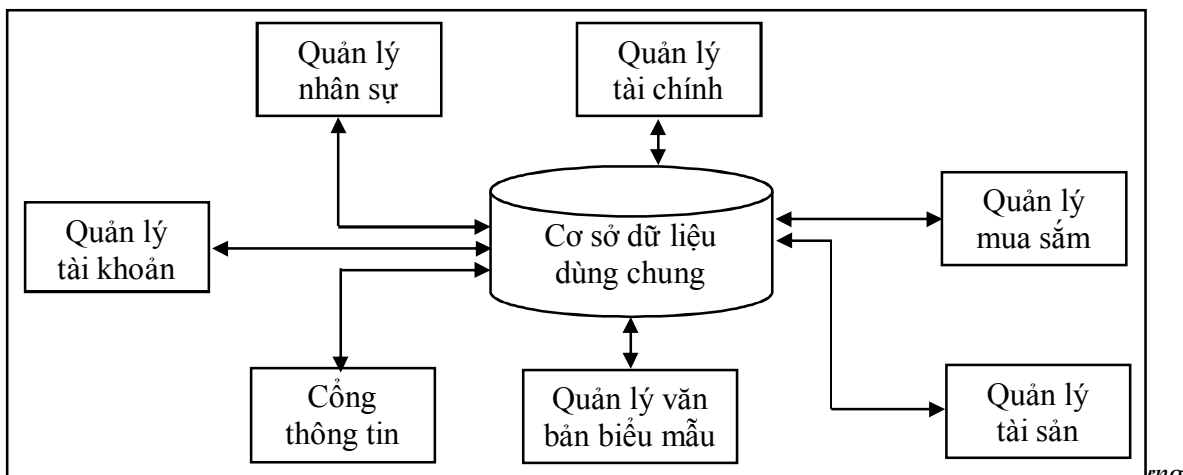 Quản lý
nhân sự
Quản lý
tài chính
Quản lý
tài khoản
Cơ sở dữ liệu
dùng chung
Quản lý
mua sắm
Cổng
thông tin
Quản lý văn
bản biểu mẫu
Quản lý
tài sản